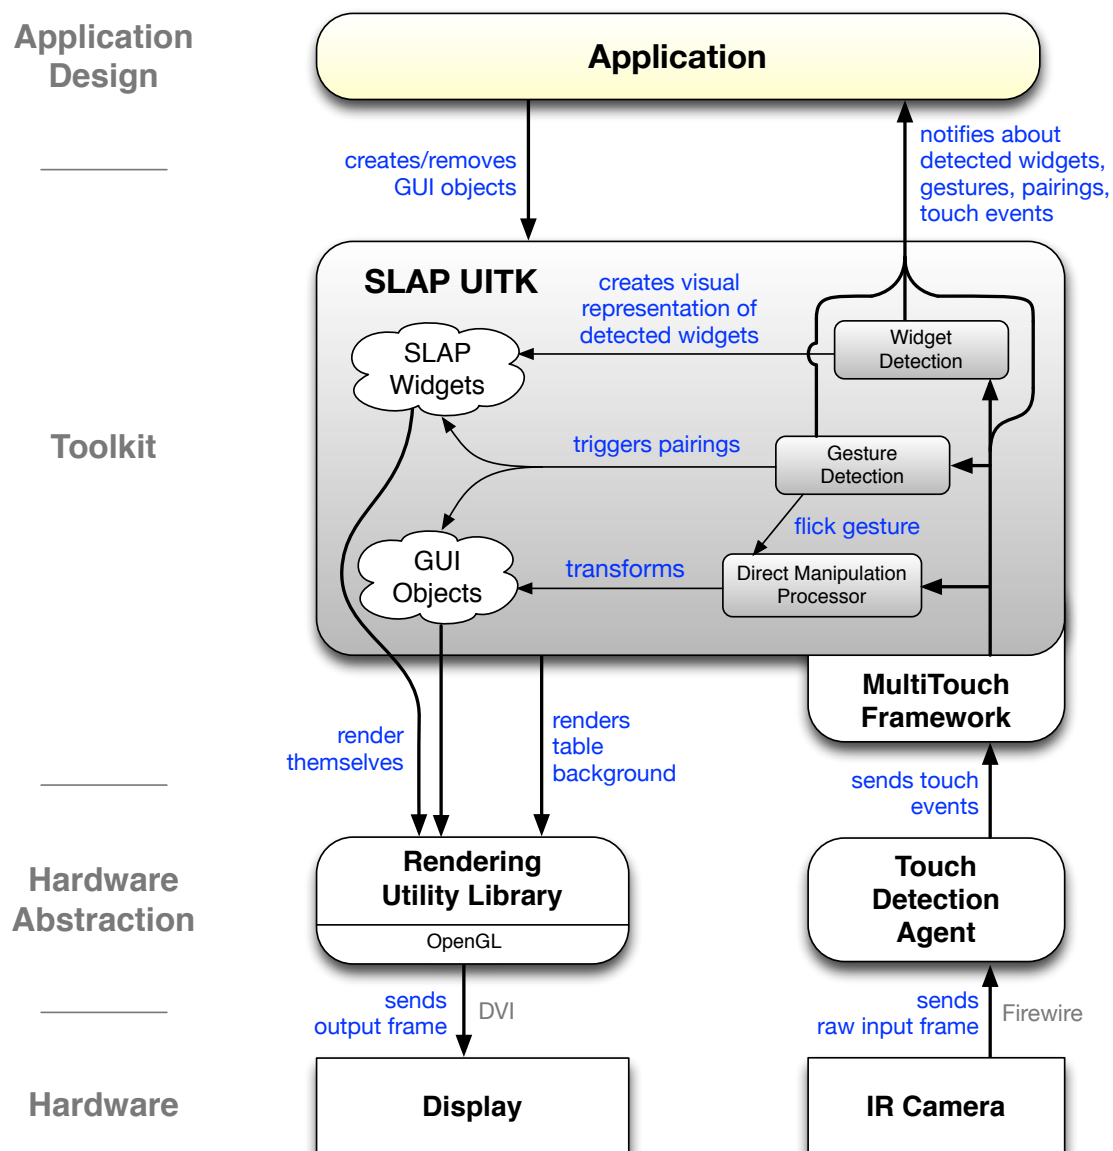 Application
Design
Application
creates/removes
GUI objects
notifies about
detected widgets,
gestures, pairings,
touch events
Toolkit
SLAP UITK
creates visual
representation of
detected widgets
Widget
Detection
SLAP
Widgets
triggers pairings
Gesture
Detection
flick gesture
GUI
Objects
transforms
Direct Manipulation
Processor
MultiTouch
Framework
render
themselves
renders
table
background
sends touch
events
Hardware
Abstraction
Rendering
Utility Library
OpenGL
Touch
Detection
Agent
sends
output frame
DVI
sends
raw input frame
Firewire
Hardware
Display
IR Camera